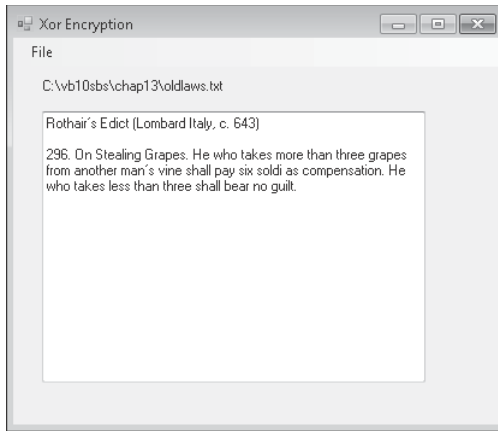 Xor Encryption
File
C:\vb10sbs\chap13\oldlaws.txt
Rothair´s Edict (Lombard Italy, c. 643)
296. On Stealing Grapes. He who takes more than three grapes
from another man´s vine shall pay six soldi as compensation. He
who takes less than three shall bear no guilt.